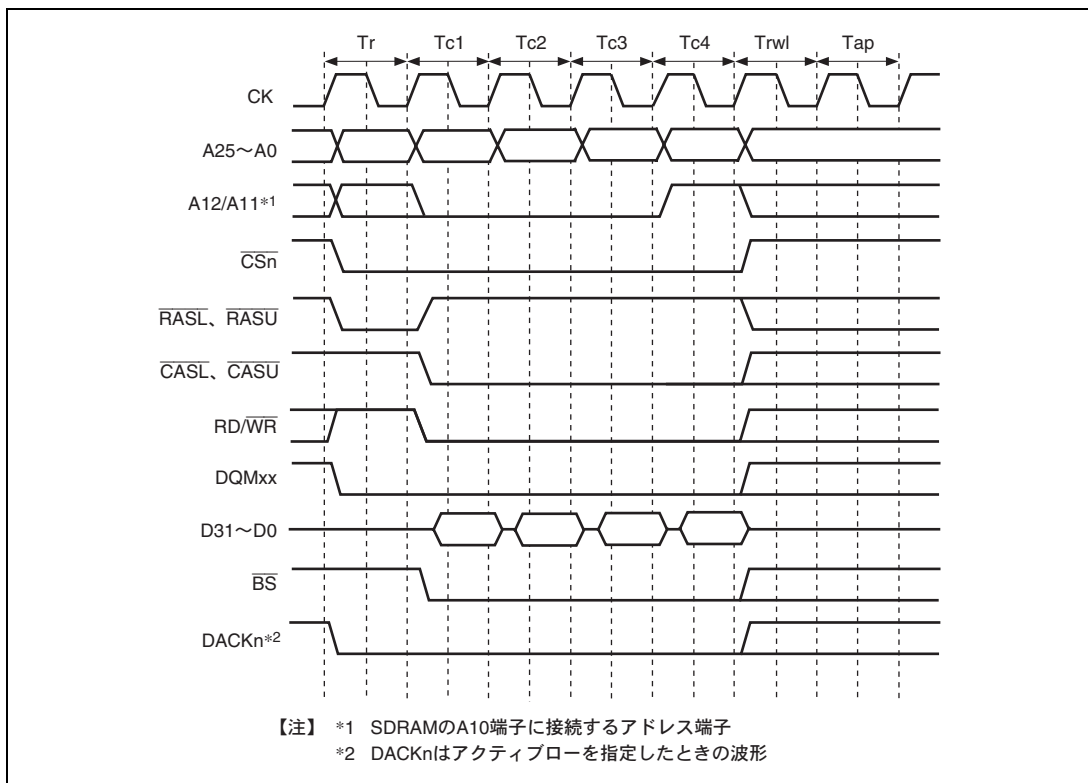 Tr Tc1 Tc2 Tc3 Tc4 Trwl Tap
CK
A25～A0
A12/A11*1
CSn
RASL、RASU
CASL、CASU
RD/WR
DQMxx
D31～D0
BS
DACKn*2
【注】 *1 SDRAMのA10端子に接続するアドレス端子
*2 DACKnはアクティブローを指定したときの波形